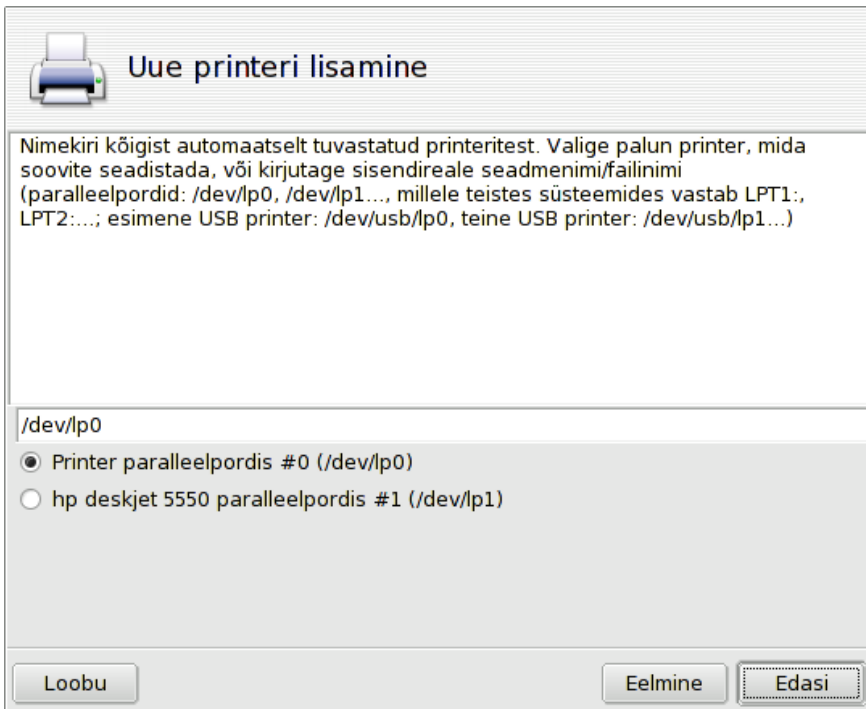 Uue printeri lisamine
Nimekiri kõigist automaatselt tuvastatud printeritest. Valige palun printer, mida
soovite seadistada, või kirjutage sisendireale seadmenimi/failinimi
(paralleelpordid: /dev/lp0, /dev/lp1..., millele teistes süsteemides vastab LPT1:,
LPT2:...; esimene USB printer: /dev/usb/lp0, teine USB printer: /dev/usb/lp1...)
/dev/lp0
Printer paralleelpordis #0 (/dev/lp0)
hp deskjet 5550 paralleelpordis #1 (/dev/lp1)
Loobu Eelmine Edasi